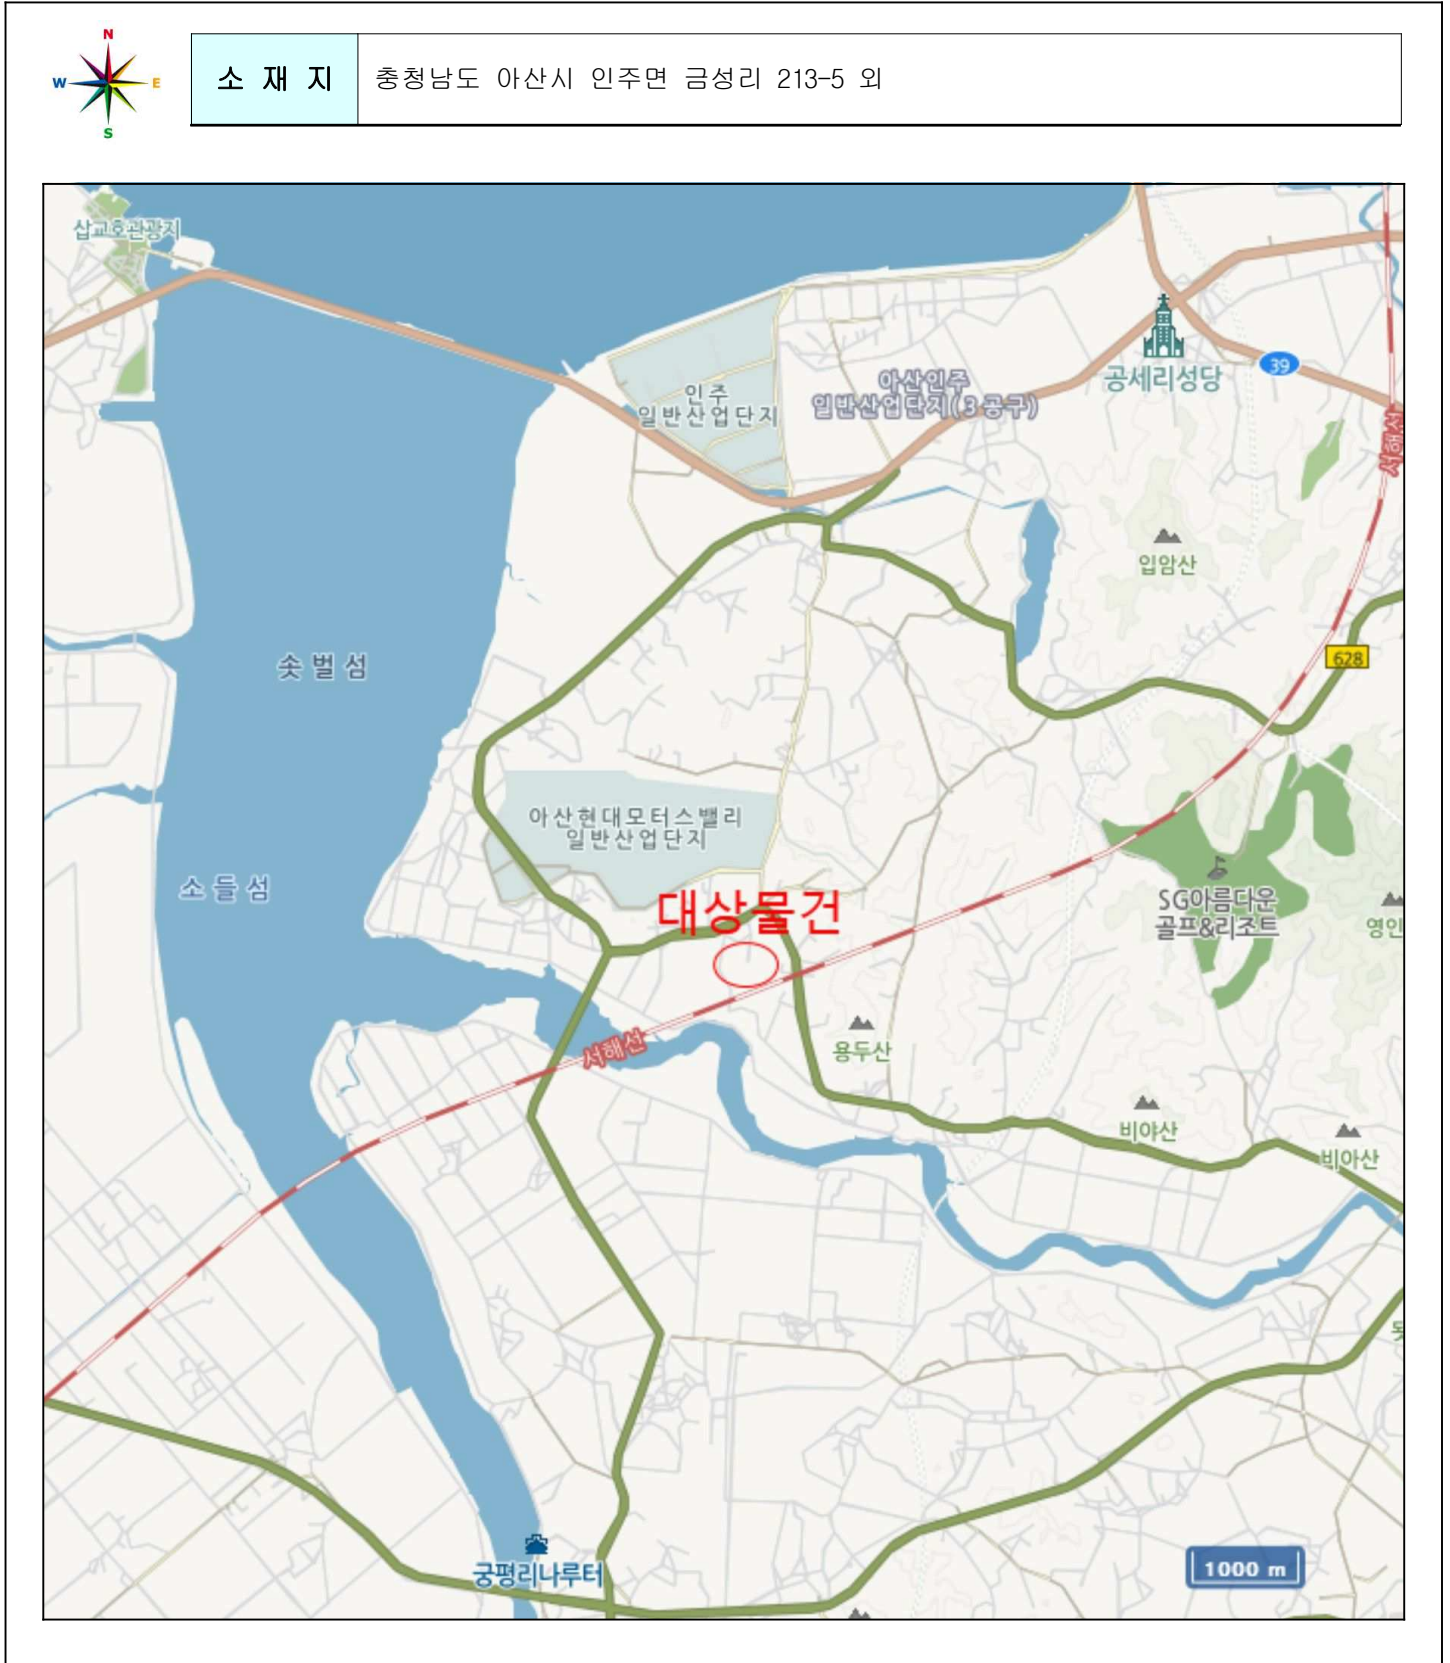 N
W
E
S
소 재 지
충청남도 아산시 인주면 금성리 213-5 외
삽교호관광지
인주
일반산업단지
아산인주
일반산업단지(3공구)
공세리성당
39
서해선
입암산
628
솟벌섬
아산현대모터스밸리
일반산업단지
소들섬
대상물건
SG아름다운
골프&리조트
영인
서해선
용두산
비야산
비아산
궁평리나루터
1000 m